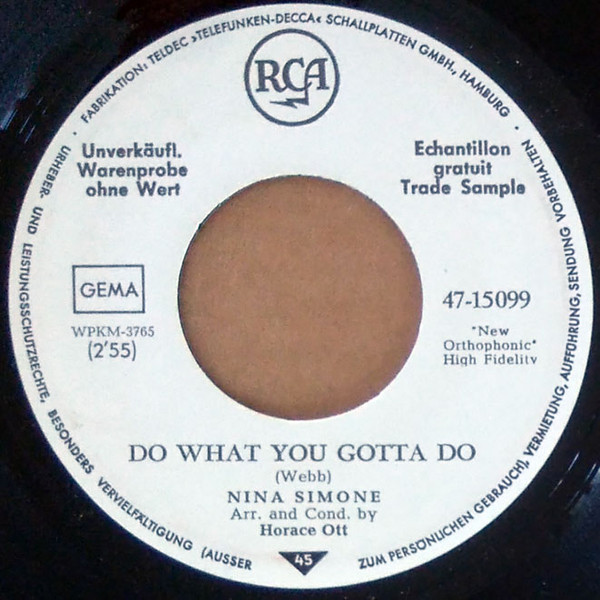 · FABRIKATION: TELDEC »TELEFUNKEN-DECCA« SCHALLPLATTEN GMBH., HAMBURG ·
RCA
Unverkäufl.
Warenprobe
ohne Wert
Echantillon
gratuit
Trade Sample
GEMA
WPKM-3765
(2'55)
47-15099
"New
Orthophonic"
High Fidelity
DO WHAT YOU GOTTA DO
(Webb)
NINA SIMONE
Arr. and Cond. by
Horace Ott
45
URHEBER- UND LEISTUNGSSCHUTZRECHTE, BESONDERS VERVIELFÄLTIGUNG (AUSSER
ZUM PERSÖNLICHEN GEBRAUCH), VERMIETUNG, AUFFÜHRUNG, SENDUNG VORBEHALTEN